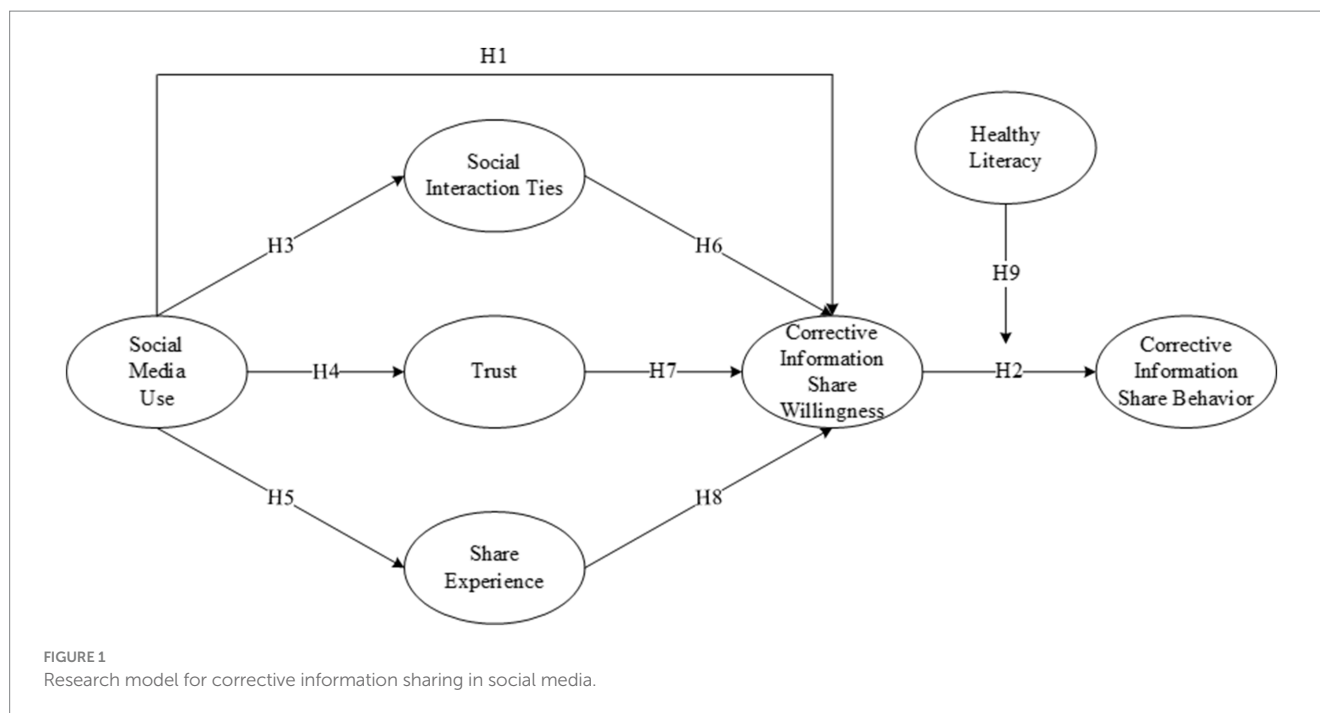 H1
Social
Interaction Ties
Healthy
Literacy
H3
H6
H9
Social
Media
Use
H4
Trust
H7
Corrective
Information
Share
Willingness
H2
Corrective
Information
Share Behavior
H5
H8
Share
Experience
FIGURE 1
Research model for corrective information sharing in social media.